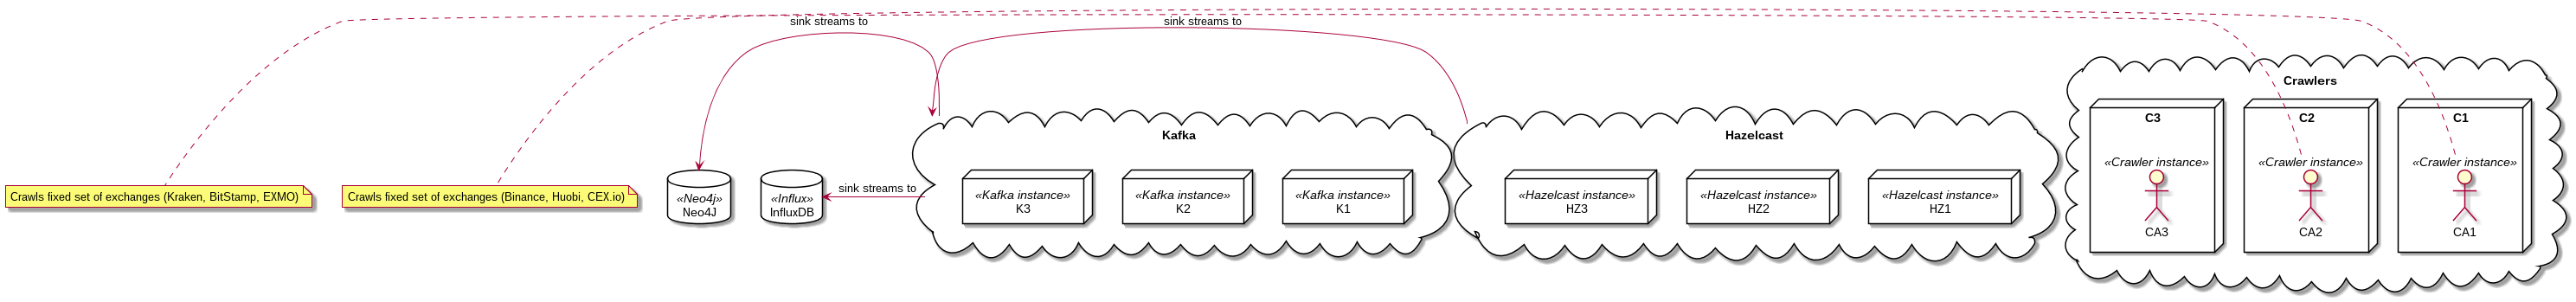 sink streams to
sink streams to
Crawlers
Kafka
Hazelcast
C3
C2
C1
«Crawler instance»
CA3
«Crawler instance»
CA2
«Crawler instance»
CA1
Crawls fixed set of exchanges (Kraken, BitStamp, EXMO)
Crawls fixed set of exchanges (Binance, Huobi, CEX.io)
«Neo4j»
Neo4J
«Influx»
InfluxDB
sink streams to
«Kafka instance»
K3
«Kafka instance»
K2
«Kafka instance»
K1
«Hazelcast instance»
HZ3
«Hazelcast instance»
HZ2
«Hazelcast instance»
HZ1